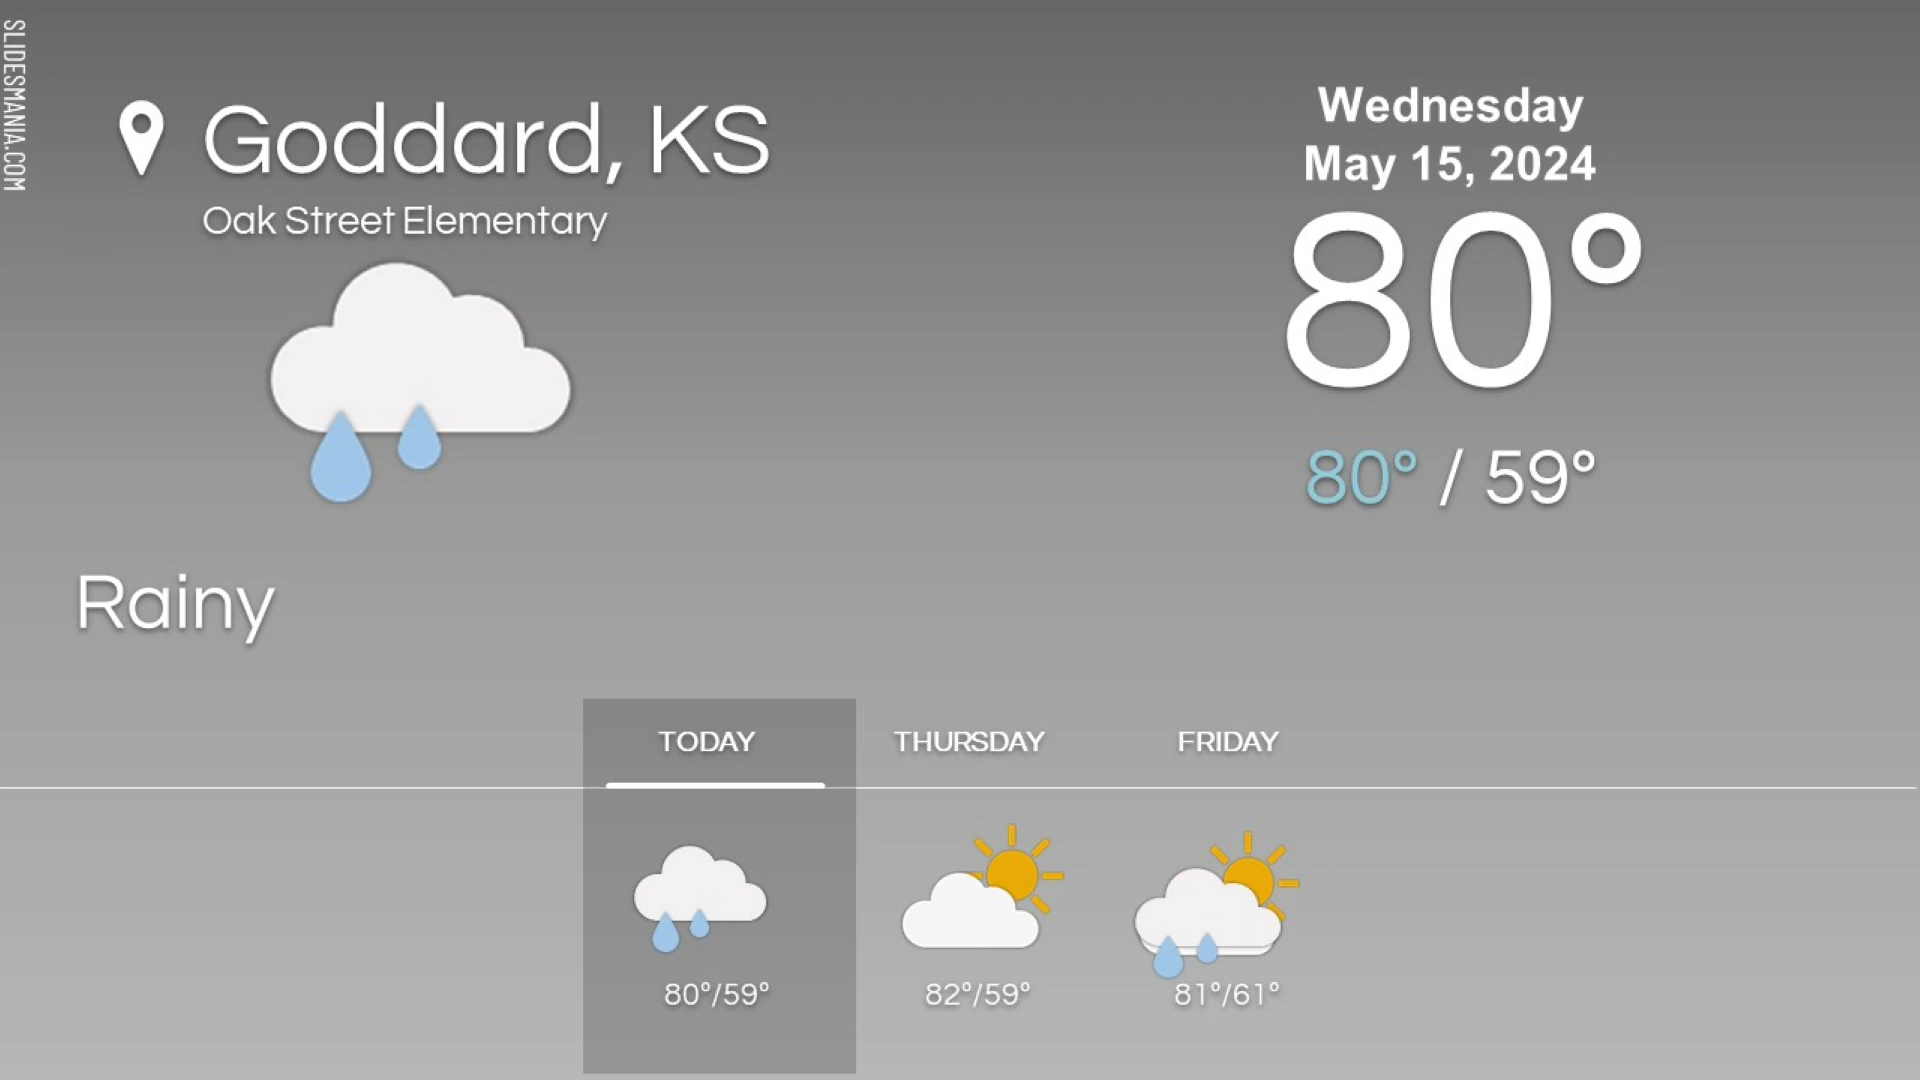 SLIDESMANIA.COM
Goddard, KS
Oak Street Elementary
Wednesday
May 15, 2024
80°
80° / 59°
Rainy
TODAY
THURSDAY
FRIDAY
80°/59°
82°/59°
81°/61°